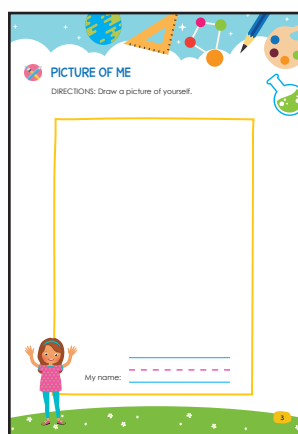 PICTURE OF ME
DIRECTIONS: Draw a picture of yourself.
My name:
3